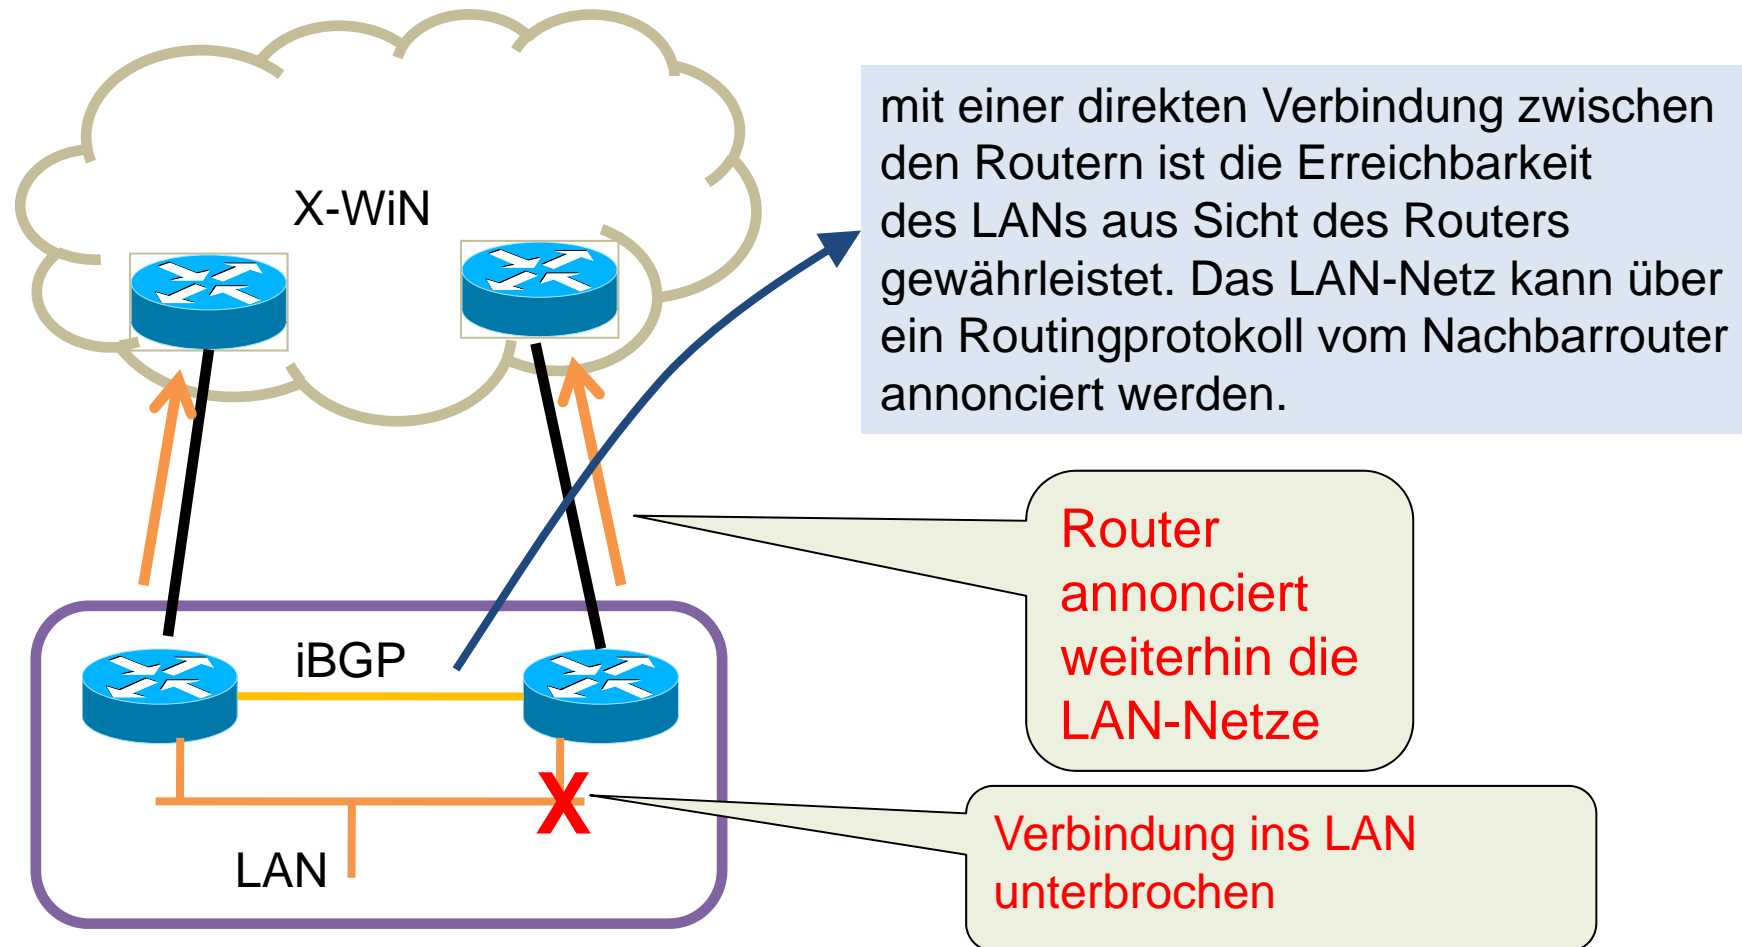 X-WiN
mit einer direkten Verbindung zwischen
den Routern ist die Erreichbarkeit
des LANs aus Sicht des Routers
gewährleistet. Das LAN-Netz kann über
ein Routingprotokoll vom Nachbarrouter
annonciert werden.
Router
annonciert
weiterhin die
LAN-Netze
iBGP
X
LAN
Verbindung ins LAN
unterbrochen